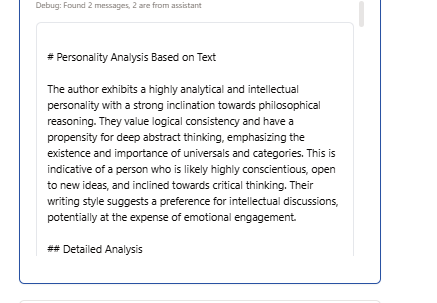 Debug: Found 2 messages, 2 are from assistant
# Personality Analysis Based on Text
The author exhibits a highly analytical and intellectual
personality with a strong inclination towards philosophical
reasoning. They value logical consistency and have a
propensity for deep abstract thinking, emphasizing the
existence and importance of universals and categories. This is
indicative of a person who is likely highly conscientious, open
to new ideas, and inclined towards critical thinking. Their
writing style suggests a preference for intellectual discussions,
potentially at the expense of emotional engagement.
## Detailed Analysis